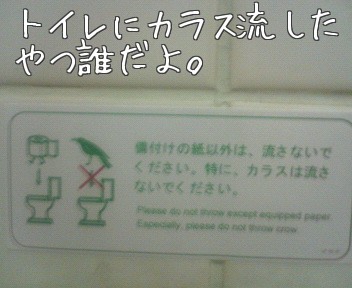 トイレにカラス流した
やつ誰だよ。
備付けの紙以外は、流さないで
ください。特に、カラスは流さ
ないでください。
Please do not throw except equipped paper
Especially, please do not throw crow